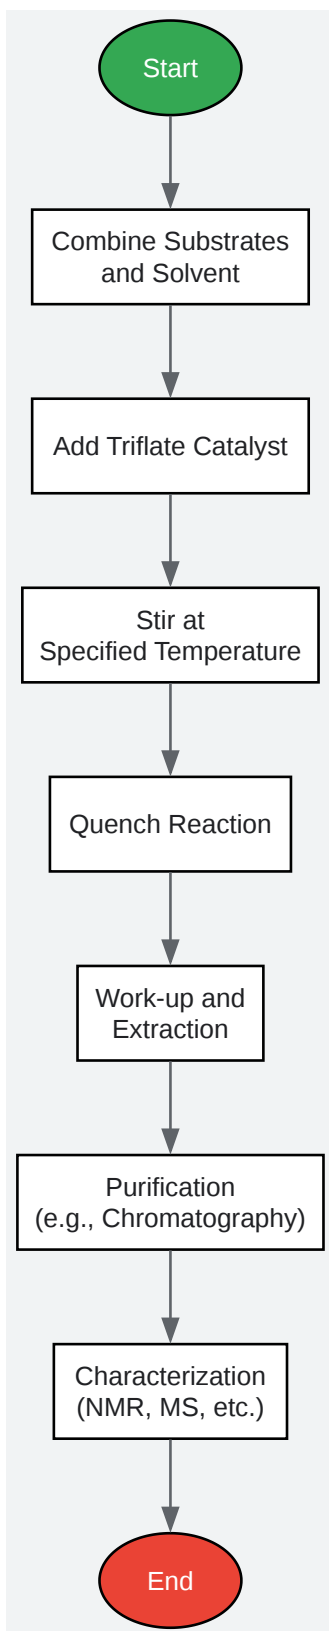 Start
Combine Substrates
and Solvent
Add Triflate Catalyst
Stir at
Specified Temperature
Quench Reaction
Work-up and
Extraction
Purification
(e.g., Chromatography)
Characterization
(NMR, MS, etc.)
End